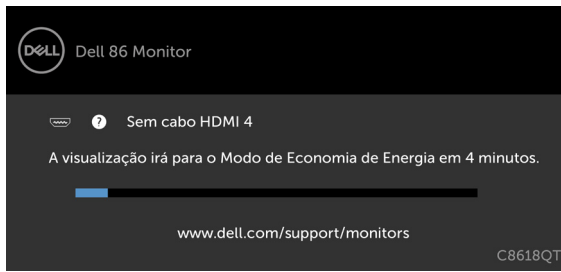 DELL
Dell 86 Monitor
? Sem cabo HDMI 4
A visualização irá para o Modo de Economia de Energia em 4 minutos.
www.dell.com/support/monitors
C8618QT